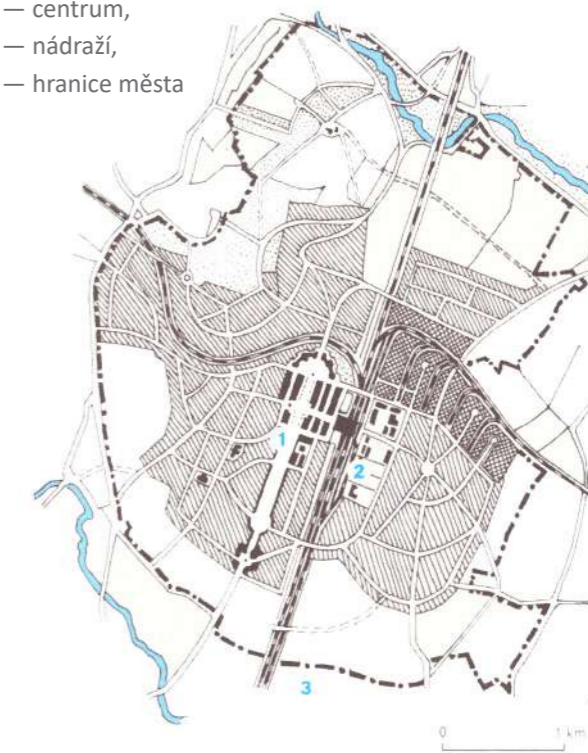 — centrum,
— nádraží,
— hranice města
1
2
3
0 1 km